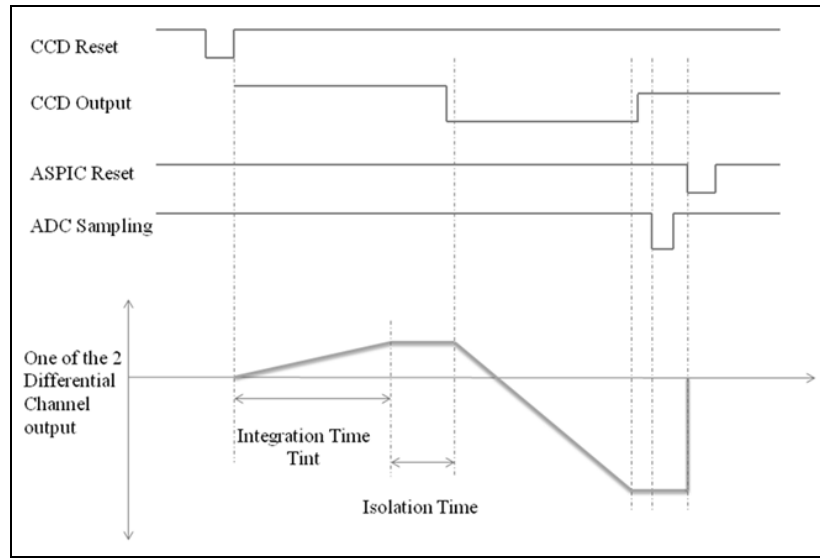 CCD Reset
CCD Output
ASPIC Reset
ADC Sampling
One of the 2
Differential
Channel
output
Integration Time
Tint
Isolation Time